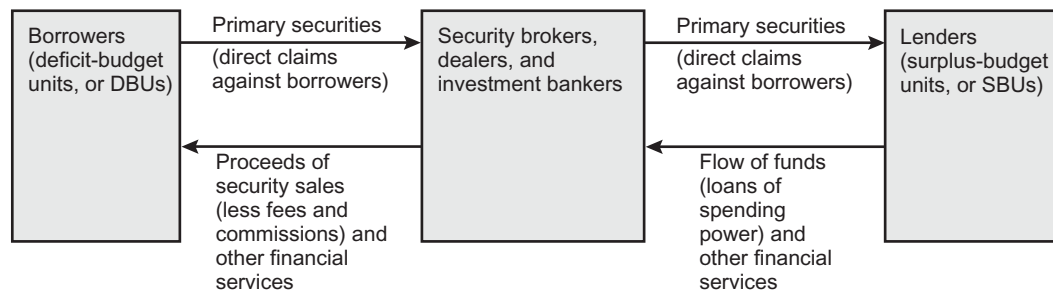 Borrowers
(deficit-budget
units, or DBUs)
Primary securities
(direct claims
against borrowers)
Proceeds of
security sales
(less fees and
commissions) and
other financial
services
Security brokers,
dealers, and
investment bankers
Primary securities
(direct claims
against borrowers)
Flow of funds
(loans of
spending
power) and
other financial
services
Lenders
(surplus-budget
units, or SBUs)